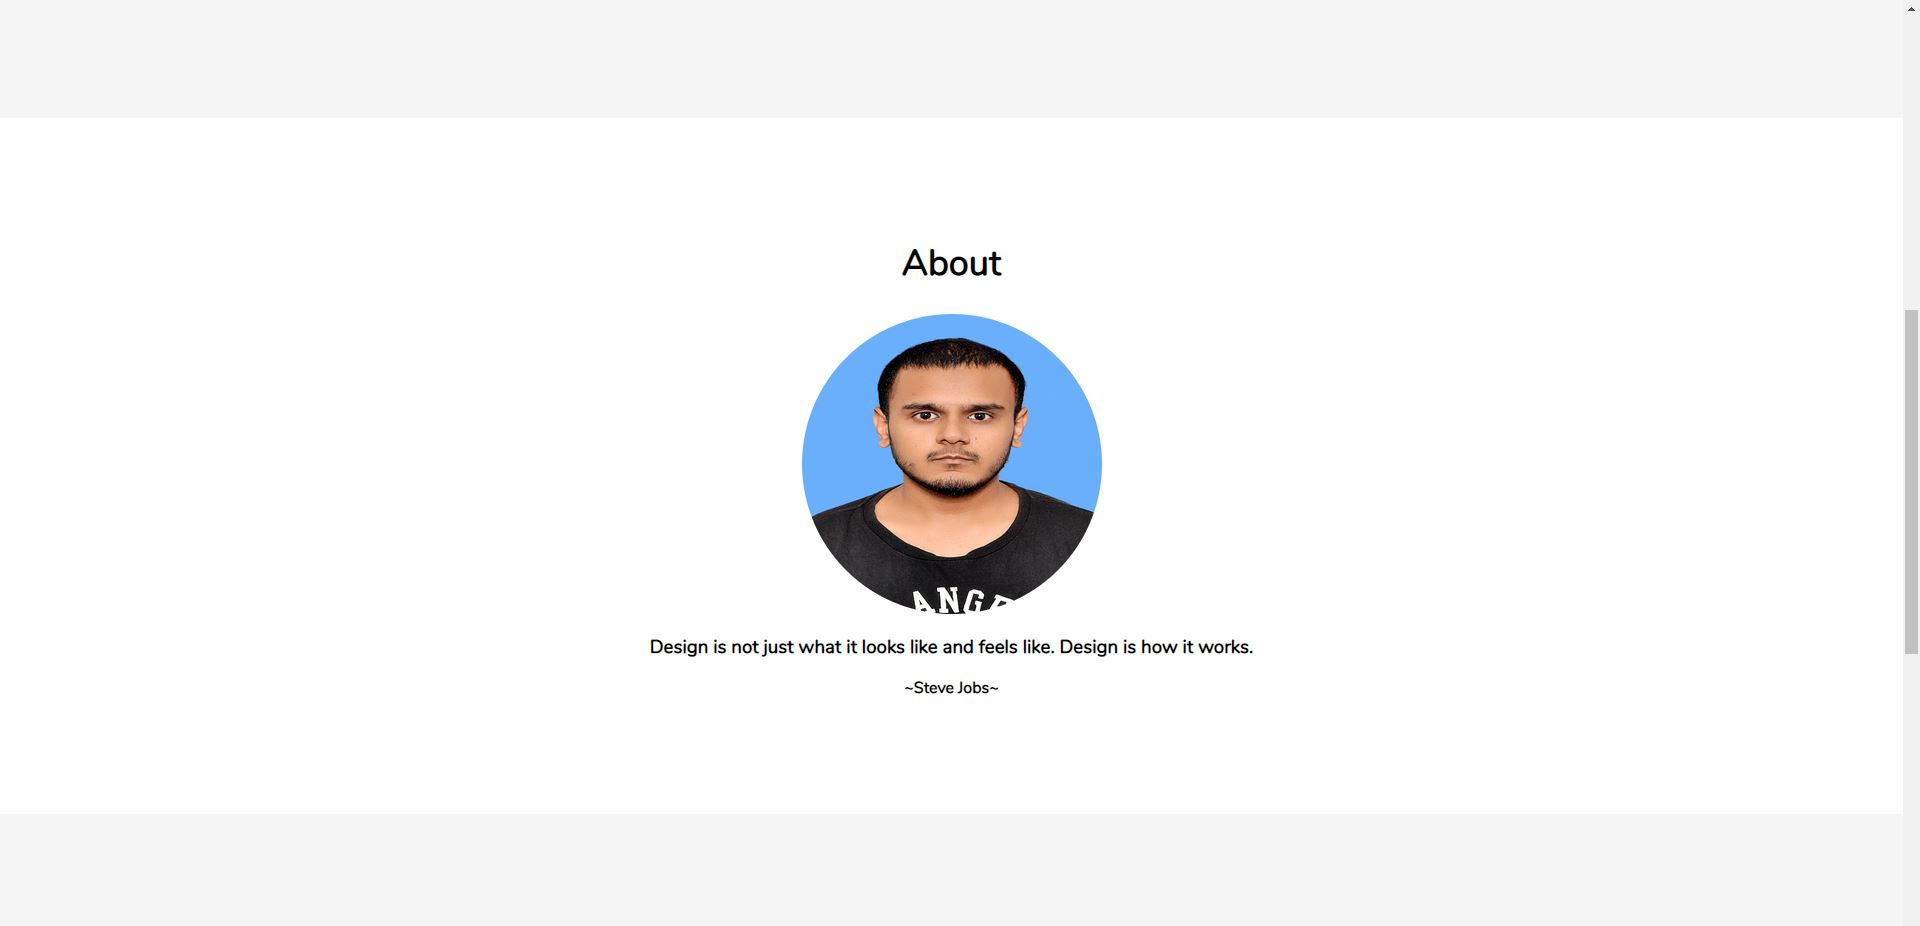 About
ANGE
Design is not just what it looks like and feels like. Design is how it works.
~Steve Jobs~